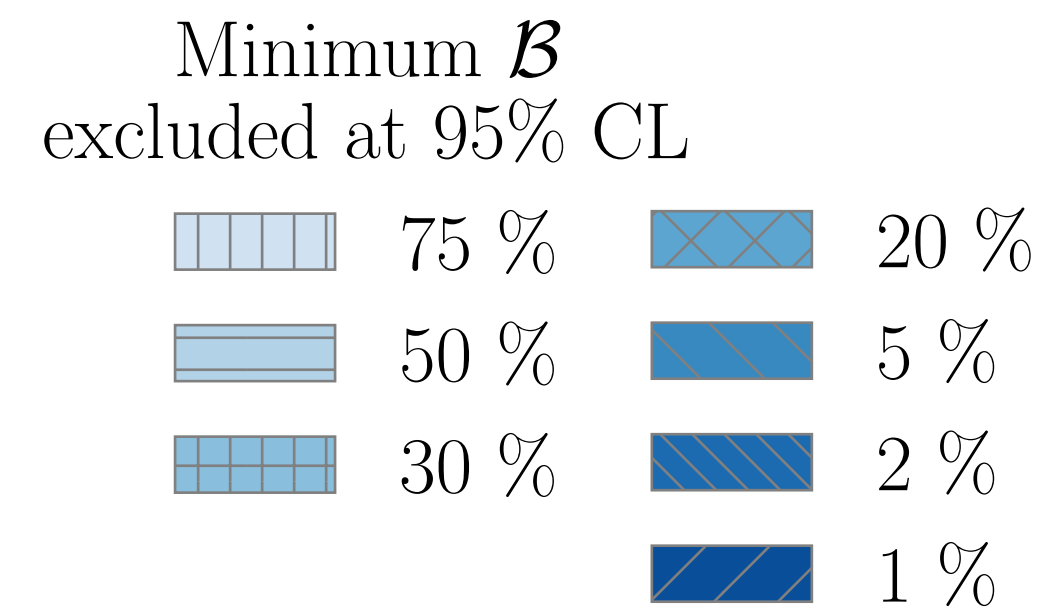 Minimum ℬ
excluded at 95% CL
75 % 20 %
50 % 5 %
30 % 2 %
1 %